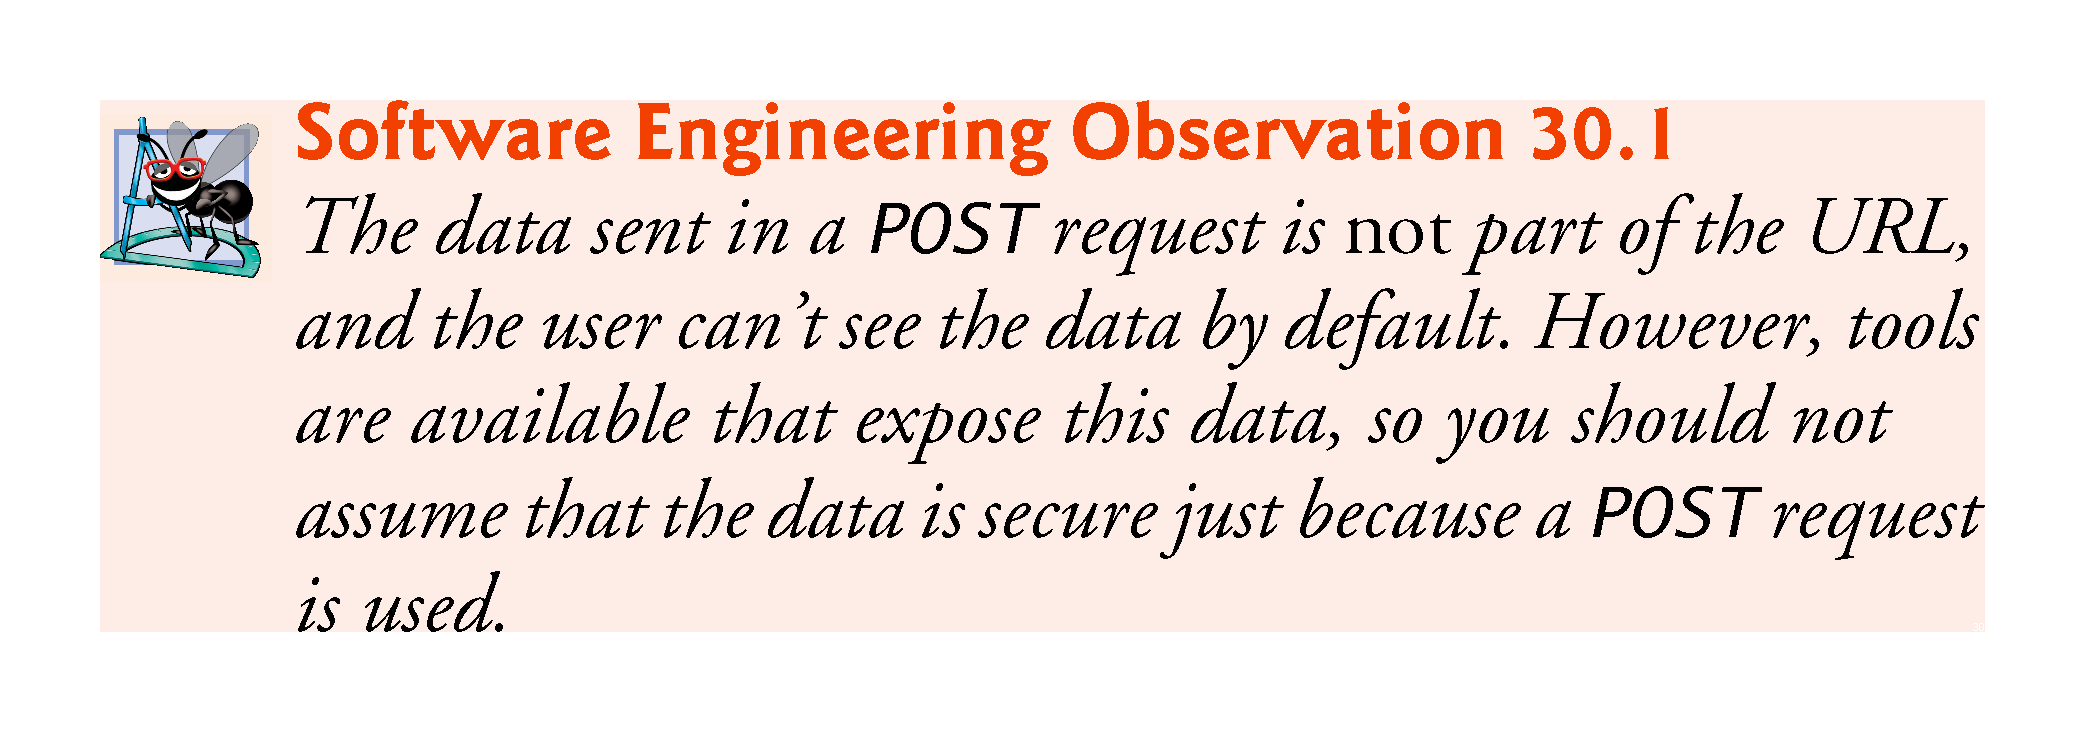 Software Engineering Observation 30.1
The data sent in a POST request is not part of the URL,
and the user can’t see the data by default. However, tools
are available that expose this data, so you should not
assume that the data is secure just because a POST request
is used.